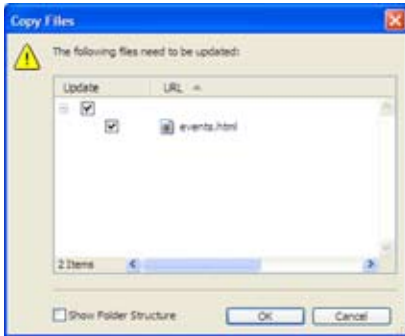 Copy Files
The following files need to be updated:
Update URL
events.html
2 Items
Show Folder Structure OK Cancel